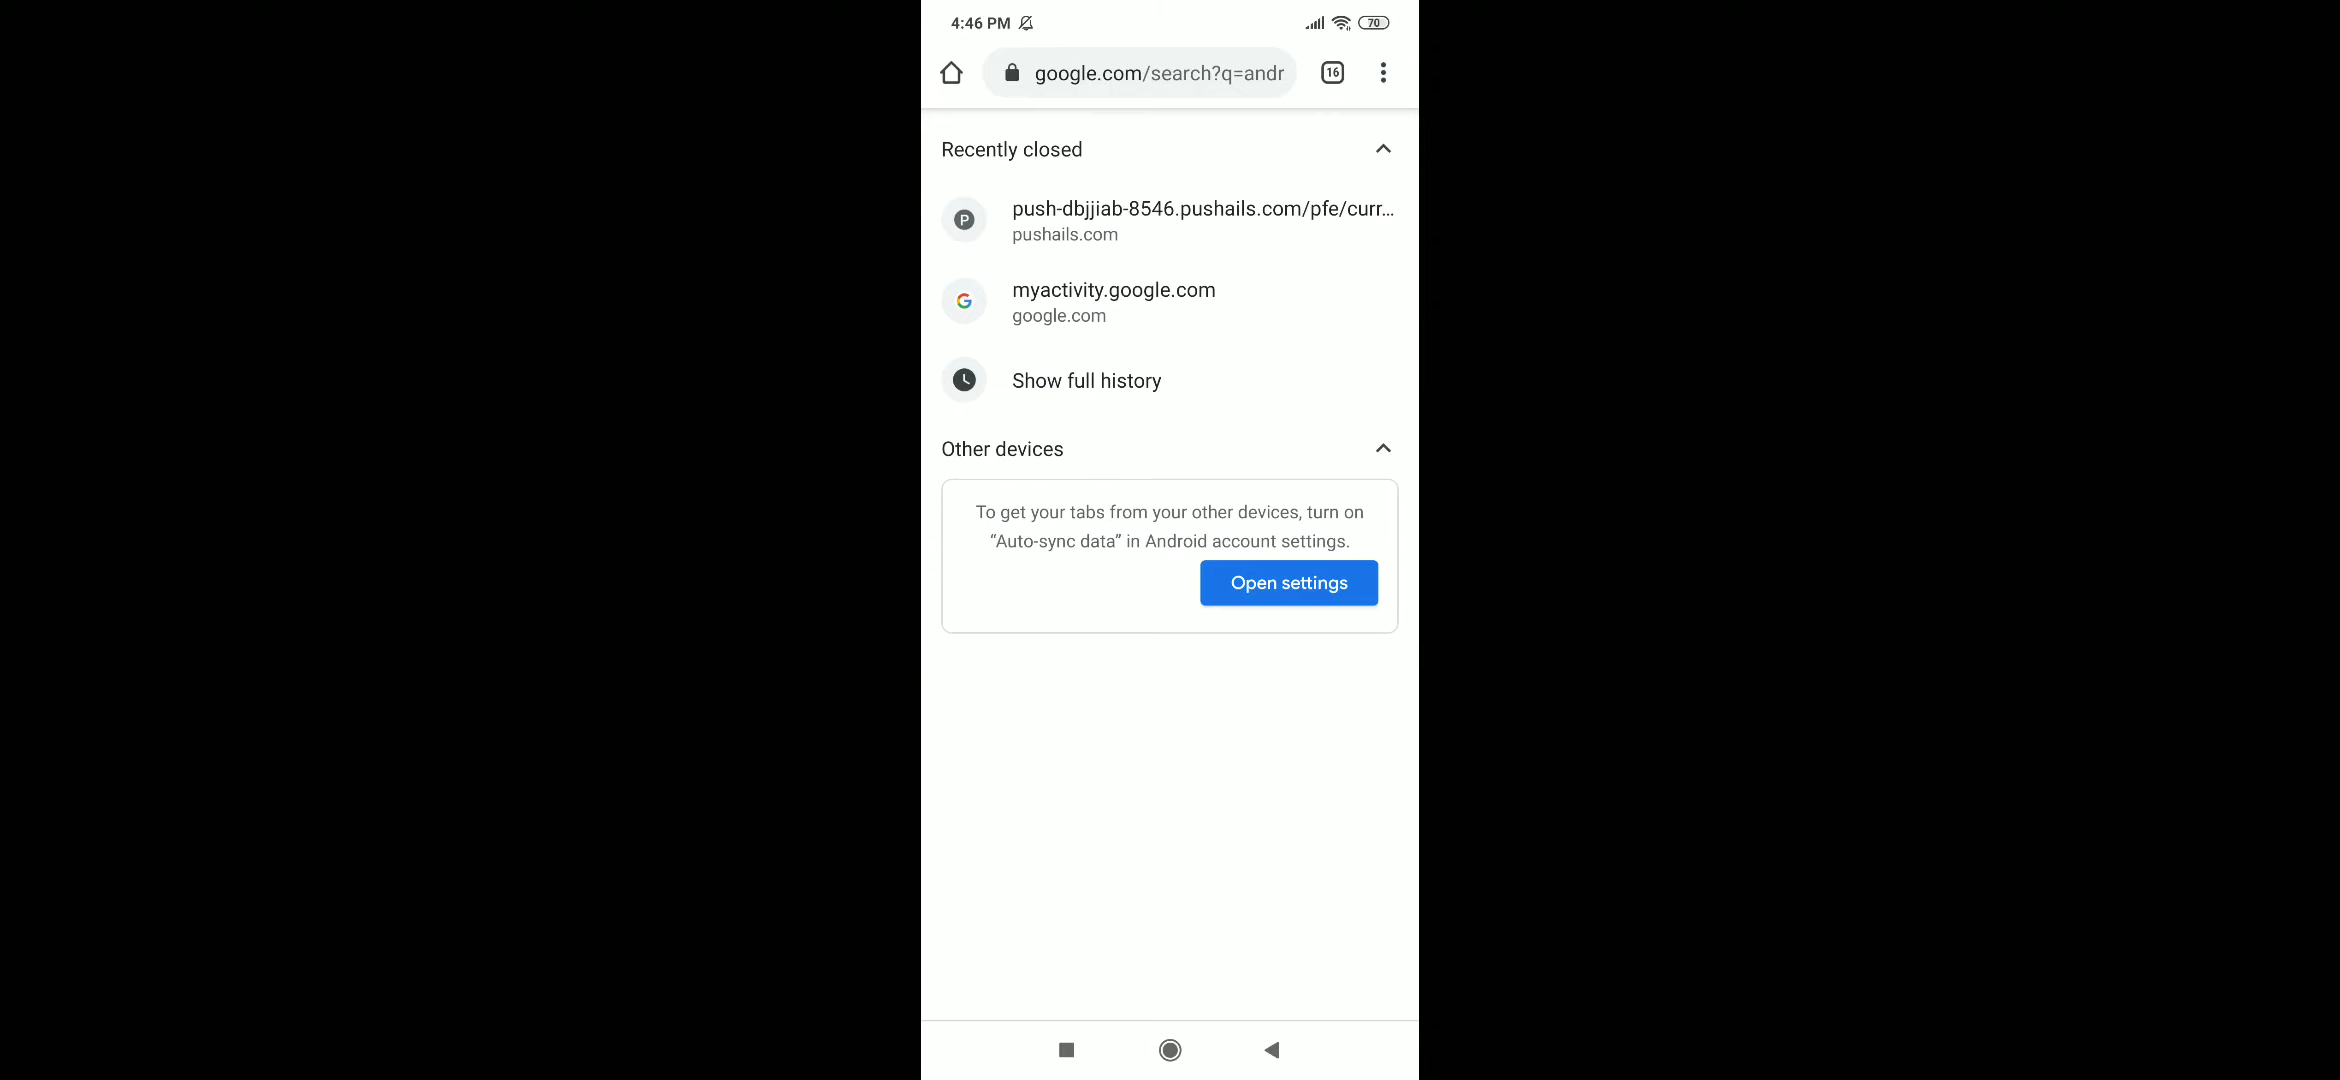 4:46 PM
70
google.com/search?q=andr
16
Recently closed
P
push-dbjjiab-8546.pushails.com/pfe/curr...
pushails.com
G
myactivity.google.com
google.com
Show full history
Other devices
To get your tabs from your other devices, turn on
“Auto-sync data” in Android account settings.
Open settings